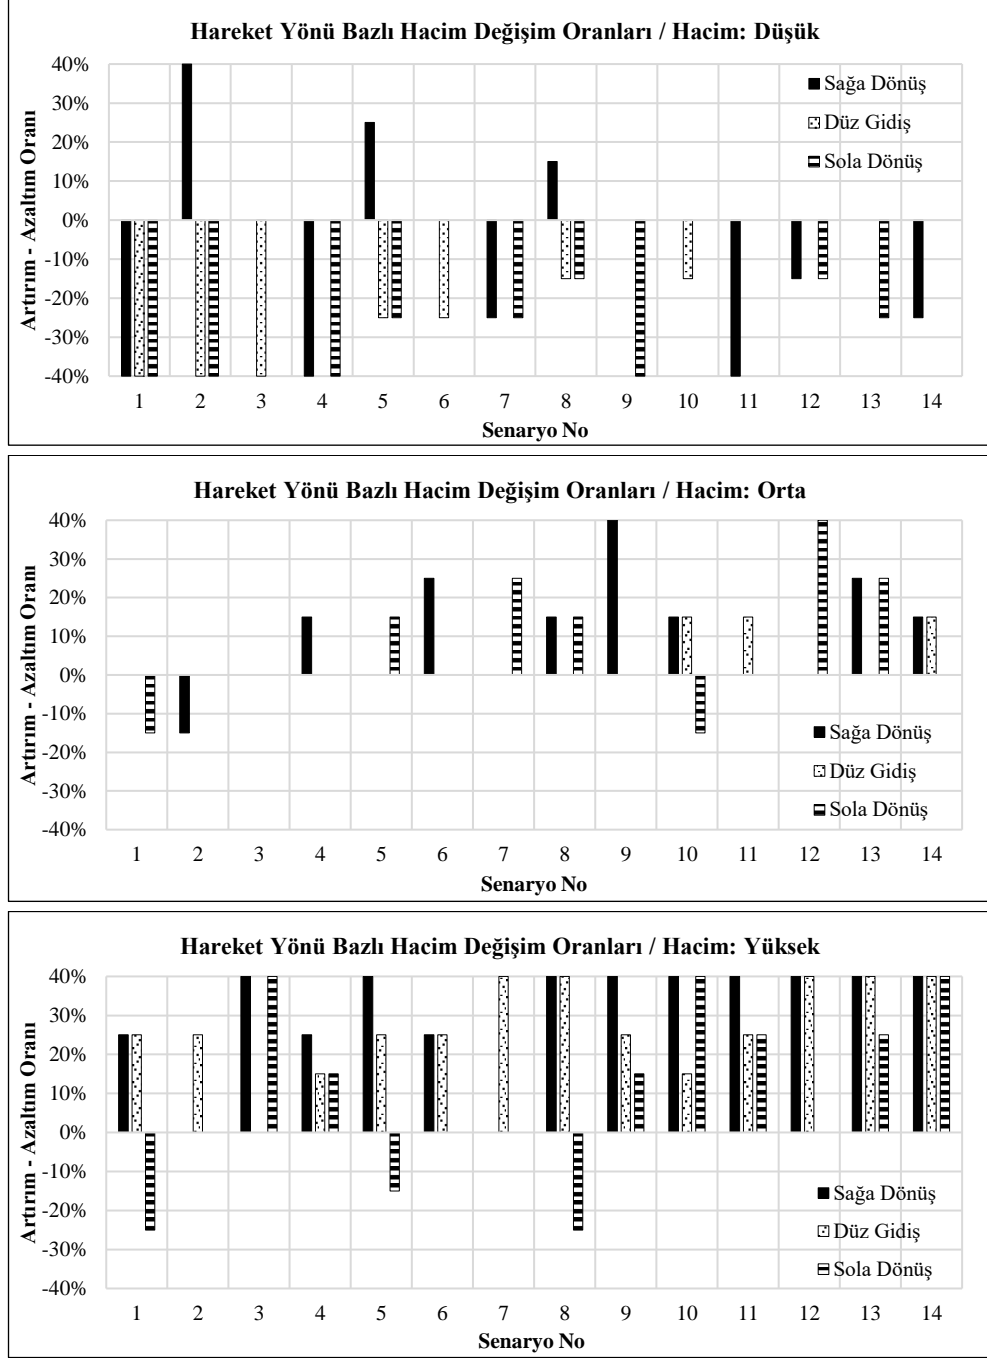 Hareket Yönü Bazlı Hacim Değişim Oranları / Hacim: Düşük
Artırım - Azaltım Oranı
40%
30%
20%
10%
0%
-10%
-20%
-30%
-40%
Sağa Dönüş
Düz Gidiş
Sola Dönüş
1 2 3 4 5 6 7 8 9 10 11 12 13 14
Senaryo No
Hareket Yönü Bazlı Hacim Değişim Oranları / Hacim: Orta
Artırım - Azaltım Oranı
40%
30%
20%
10%
0%
-10%
-20%
-30%
-40%
Sağa Dönüş
Düz Gidiş
Sola Dönüş
1 2 3 4 5 6 7 8 9 10 11 12 13 14
Senaryo No
Hareket Yönü Bazlı Hacim Değişim Oranları / Hacim: Yüksek
Artırım - Azaltım Oranı
40%
30%
20%
10%
0%
-10%
-20%
-30%
-40%
Sağa Dönüş
Düz Gidiş
Sola Dönüş
1 2 3 4 5 6 7 8 9 10 11 12 13 14
Senaryo No